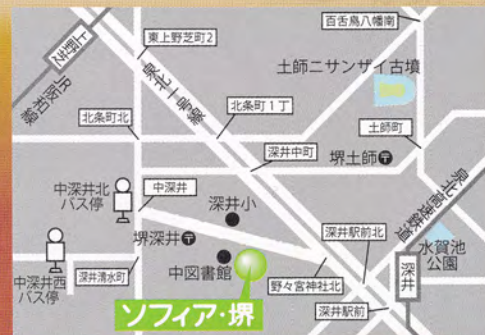 百舌鳥八幡南
東上野芝町2
上野芝
JR阪和線
泉北一号線
土師ニサンザイ古墳
北条町北
北条町1丁
土師町
深井中町
堺土師〒
中深井北
バス停
中深井
深井小
泉北高速鉄道
堺深井〒
深井駅前北
水賀池
公園
中深井西
バス停
深井清水町
中図書館
野々宮神社北
深井
深井駅前
ソフィア・堺